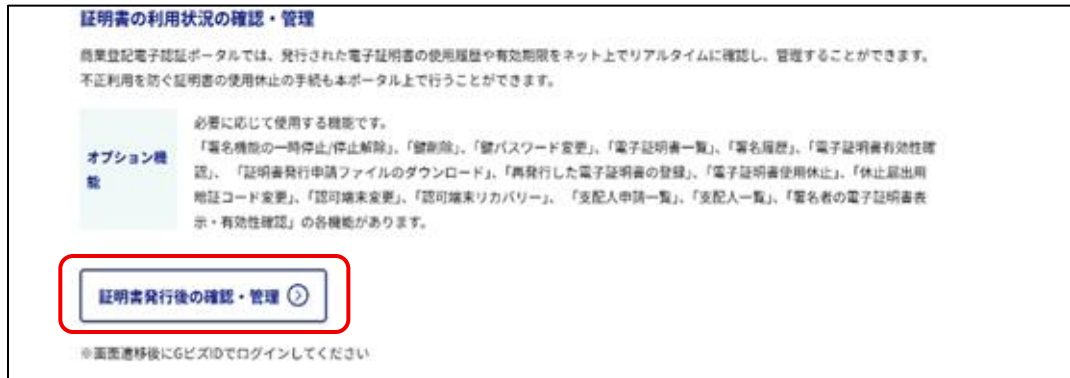 証明書の利用状況の確認・管理
商業登記電子認証ポータルでは、発行された電子証明書の使用履歴や有効期限をネット上でリアルタイムに確認し、管理することができます。
不正利用を防ぐ証明書の使用休止の手続も本ポータル上で行うことができます。
必要に応じて使用する機能です。
オプション機
能
「署名機能の一時停止/停止解除」、「鍵削除」、「鍵パスワード変更」、「電子証明書一覧」、「署名履歴」、「電子証明書有効性確
認」、「証明書発行申請ファイルのダウンロード」、「再発行した電子証明書の登録」、「電子証明書使用休止」、「休止届出用
暗証コード変更」、「認可端末変更」、「認可端末リカバリー」、「支配人申請一覧」、「支配人一覧」、「署名者の電子証明書表
示・有効性確認」の各機能があります。
証明書発行後の確認・管理
※画面遷移後にGビズIDでログインしてください